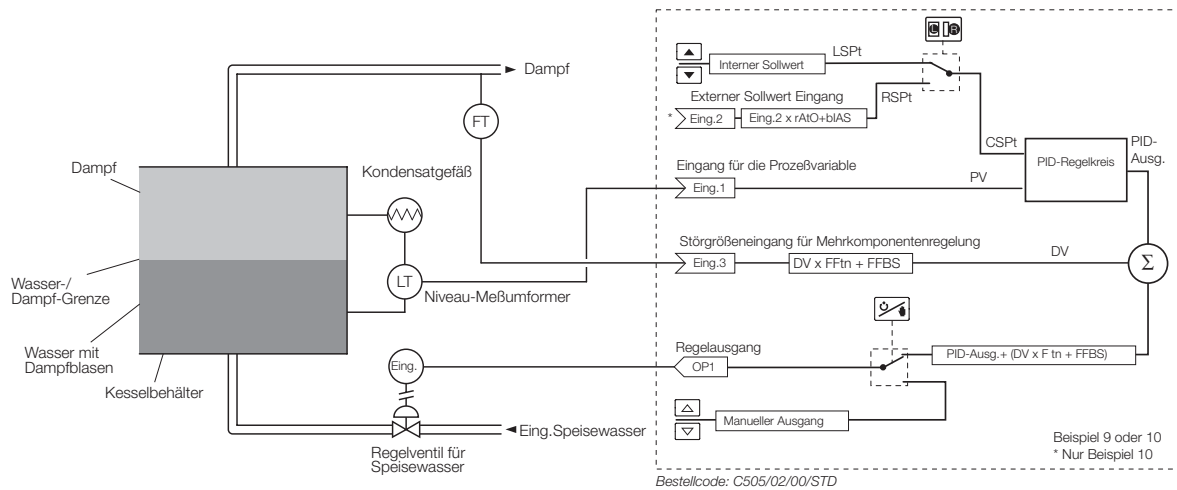 Dampf
FT
Dampf
Kondensatgefäß
Wasser-/
Dampf-Grenze
LT
Niveau-Meßumformer
Wasser mit
Dampfblasen
Kesselbehälter
Eing.
Eing.Speisewasser
Regelventil für
Speisewasser
LSPt
Interner Sollwert
Externer Sollwert Eingang
RSPt
* Eing.2
Eing.2 x rAtO+bIAS
CSPt
PID-Regelkreis
PID-
Ausg.
Eingang für die Prozeßvariable
Eing.1
PV
Störgrößeneingang für Mehrkomponentenregelung
Eing.3
DV x FFtn + FFBS
DV
Σ
Regelausgang
OP1
PID-Ausg.+ (DV x F tn + FFBS)
Manueller Ausgang
Beispiel 9 oder 10
* Nur Beispiel 10
Bestellcode: C505/02/00/STD